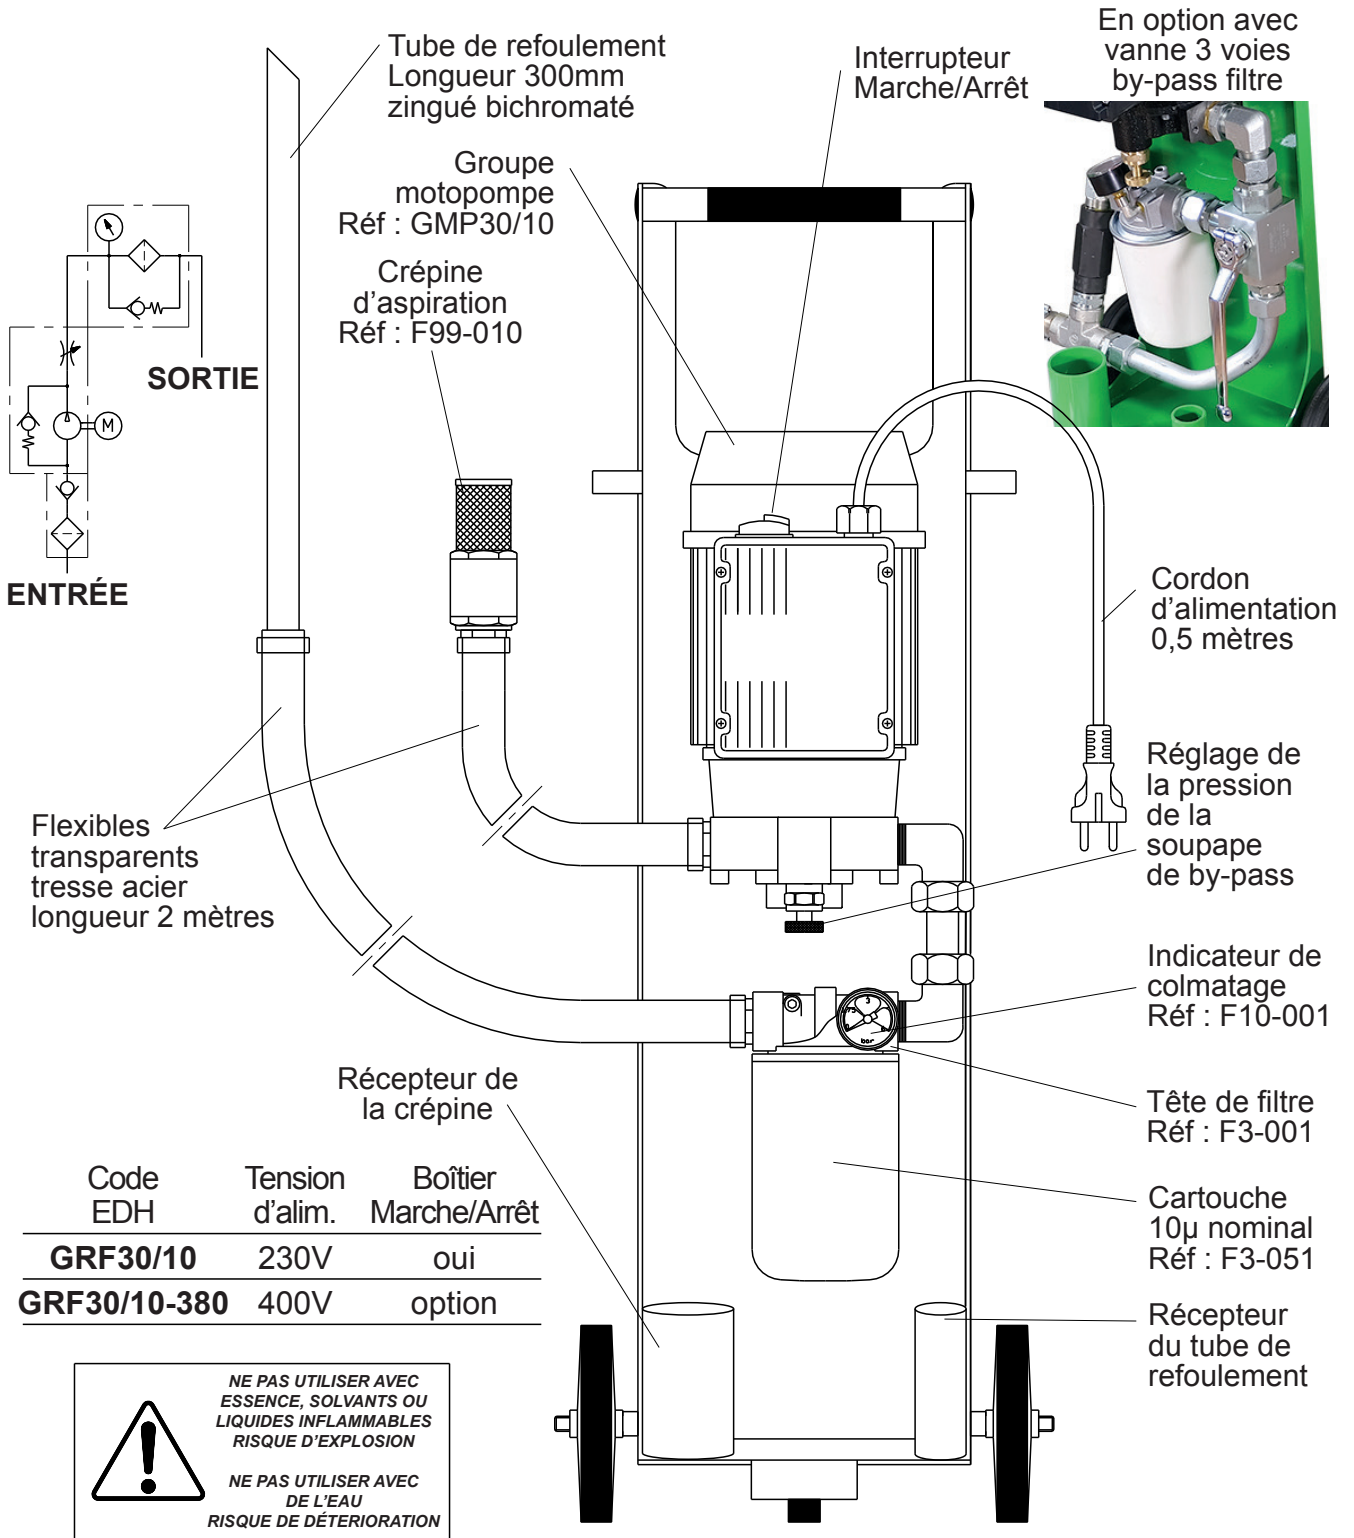 Tube de refoulement
Longueur 300mm
zingué bichromaté
Interrupteur
Marche/Arrêt
En option avec
vanne 3 voies
by-pass filtre
Groupe
motopompe
Réf : GMP30/10
Crépine
d'aspiration
Réf : F99-010
SORTIE
M
ENTRÉE
Cordon
d'alimentation
0,5 mètres
Réglage de
la pression
de la
soupape
de by-pass
Flexibles
transparents
tresse acier
longueur 2 mètres
Indicateur de
colmatage
Réf : F10-001
3
bar
Tête de filtre
Réf : F3-001
Récepteur de
la crépine
Cartouche
10µ nominal
Réf : F3-051
Récepteur
du tube de
refoulement
Code EDH Tension d'alim. Boîtier Marche/Arrêt
GRF30/10 230V oui
GRF30/10-380 400V option
NE PAS UTILISER AVEC
ESSENCE, SOLVANTS OU
LIQUIDES INFLAMMABLES
RISQUE D'EXPLOSION
NE PAS UTILISER AVEC
DE L'EAU
RISQUE DE DÉTERIORATION